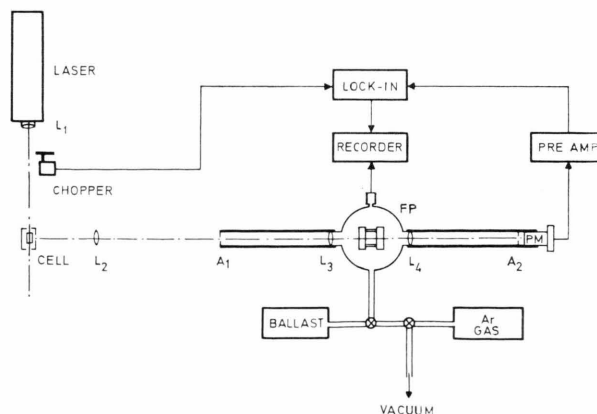 LASER
L1
CHOPPER
LOCK-IN
RECORDER
PRE AMP
FP
CELL
L2
A1
L3
L4
A2
PM
BALLAST
Ar
GAS
VACUUM